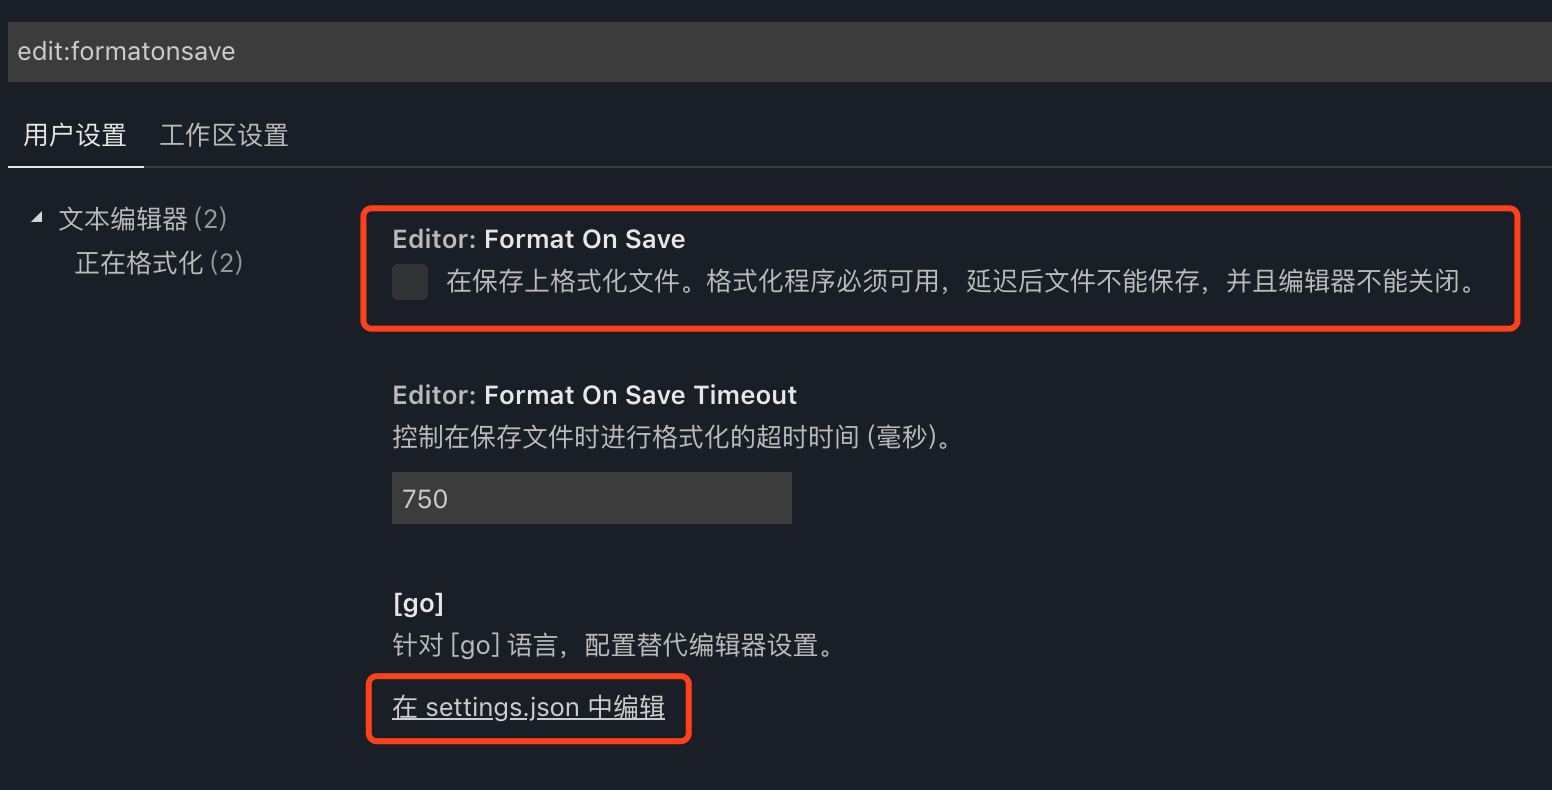 edit:formatonsave
用户设置 工作区设置
文本编辑器 (2)
正在格式化 (2)
Editor: Format On Save
在保存上格式化文件。格式化程序必须可用，延迟后文件不能保存，并且编辑器不能关闭。
Editor: Format On Save Timeout
控制在保存文件时进行格式化的超时时间 (毫秒)。
750
[go]
针对 [go] 语言，配置替代编辑器设置。
在 settings.json 中编辑